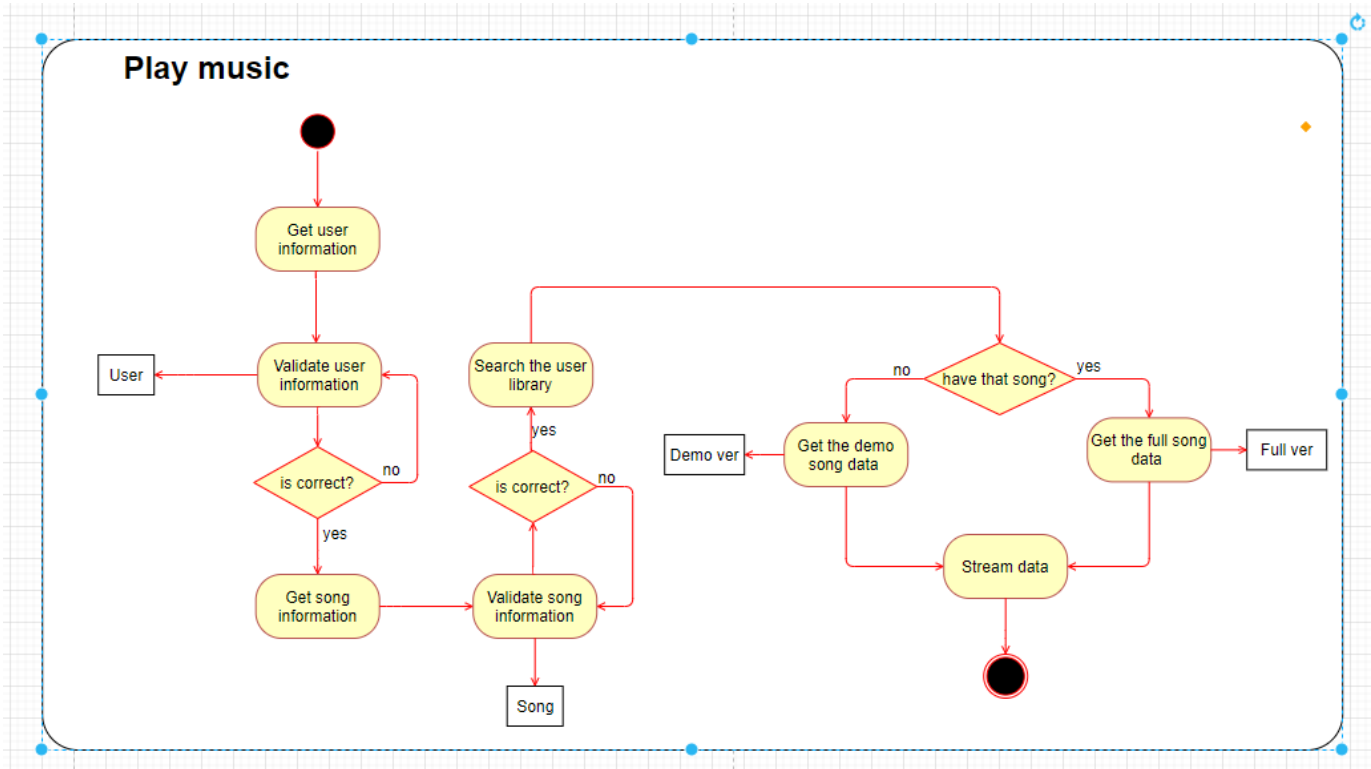 Play music
Get user
information
User
Validate user
information
is correct?
no
yes
Get song
information
Validate song
information
Song
is correct?
no
yes
Search the user
library
have that song?
no
yes
Get the demo
song data
Demo ver
Get the full song
data
Full ver
Stream data